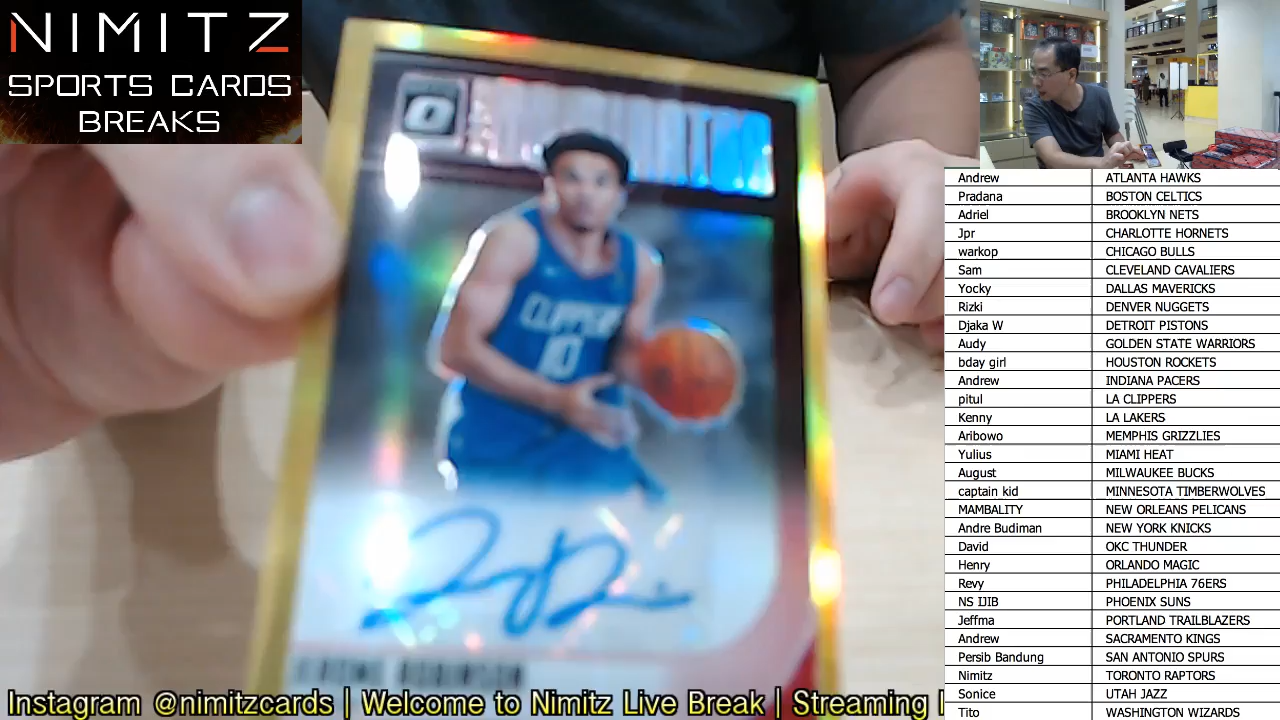 NIMITZ
SPORTS CARDS
BREAKS
CLIPPERS
10
ROBINSON
Andrew ATLANTA HAWKS
Pradana BOSTON CELTICS
Adriel BROOKLYN NETS
Jpr CHARLOTTE HORNETS
warkop CHICAGO BULLS
Sam CLEVELAND CAVALIERS
Yocky DALLAS MAVERICKS
Rizki DENVER NUGGETS
Djaka W DETROIT PISTONS
Audy GOLDEN STATE WARRIORS
bday girl HOUSTON ROCKETS
Andrew INDIANA PACERS
pitul LA CLIPPERS
Kenny LA LAKERS
Aribowo MEMPHIS GRIZZLIES
Yulius MIAMI HEAT
August MILWAUKEE BUCKS
captain kid MINNESOTA TIMBERWOLVES
MAMBALITY NEW ORLEANS PELICANS
Andre Budiman NEW YORK KNICKS
David OKC THUNDER
Henry ORLANDO MAGIC
Revy PHILADELPHIA 76ERS
NS IJIB PHOENIX SUNS
Jeffma PORTLAND TRAILBLAZERS
Andrew SACRAMENTO KINGS
Persib Bandung SAN ANTONIO SPURS
Nimitz TORONTO RAPTORS
Sonice UTAH JAZZ
Tito WASHINGTON WIZARDS
Instagram @nimitzcards | Welcome to Nimitz Live Break | Streaming